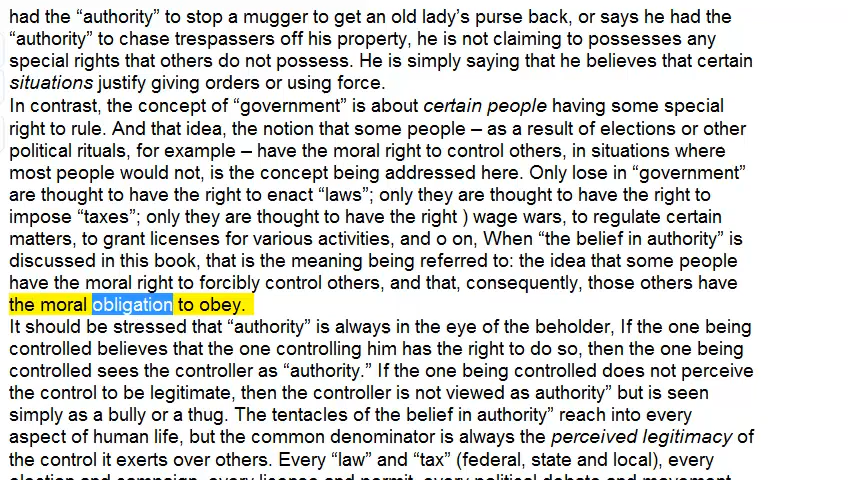 had the “authority” to stop a mugger to get an old lady’s purse back, or says he had the
“authority” to chase trespassers off his property, he is not claiming to possesses any
special rights that others do not possess. He is simply saying that he believes that certain
situations justify giving orders or using force.
In contrast, the concept of “government” is about certain people having some special
right to rule. And that idea, the notion that some people – as a result of elections or other
political rituals, for example – have the moral right to control others, in situations where
most people would not, is the concept being addressed here. Only lose in “government”
are thought to have the right to enact “laws”; only they are thought to have the right to
impose “taxes”; only they are thought to have the right ) wage wars, to regulate certain
matters, to grant licenses for various activities, and o on, When “the belief in authority” is
discussed in this book, that is the meaning being referred to: the idea that some people
have the moral right to forcibly control others, and that, consequently, those others have
the moral obligation to obey.
It should be stressed that “authority” is always in the eye of the beholder, If the one being
controlled believes that the one controlling him has the right to do so, then the one being
controlled sees the controller as “authority.” If the one being controlled does not perceive
the control to be legitimate, then the controller is not viewed as authority” but is seen
simply as a bully or a thug. The tentacles of the belief in authority” reach into every
aspect of human life, but the common denominator is always the perceived legitimacy of
the control it exerts over others. Every “law” and “tax” (federal, state and local), every
election and campaign, every license and permit, every political debate and movement